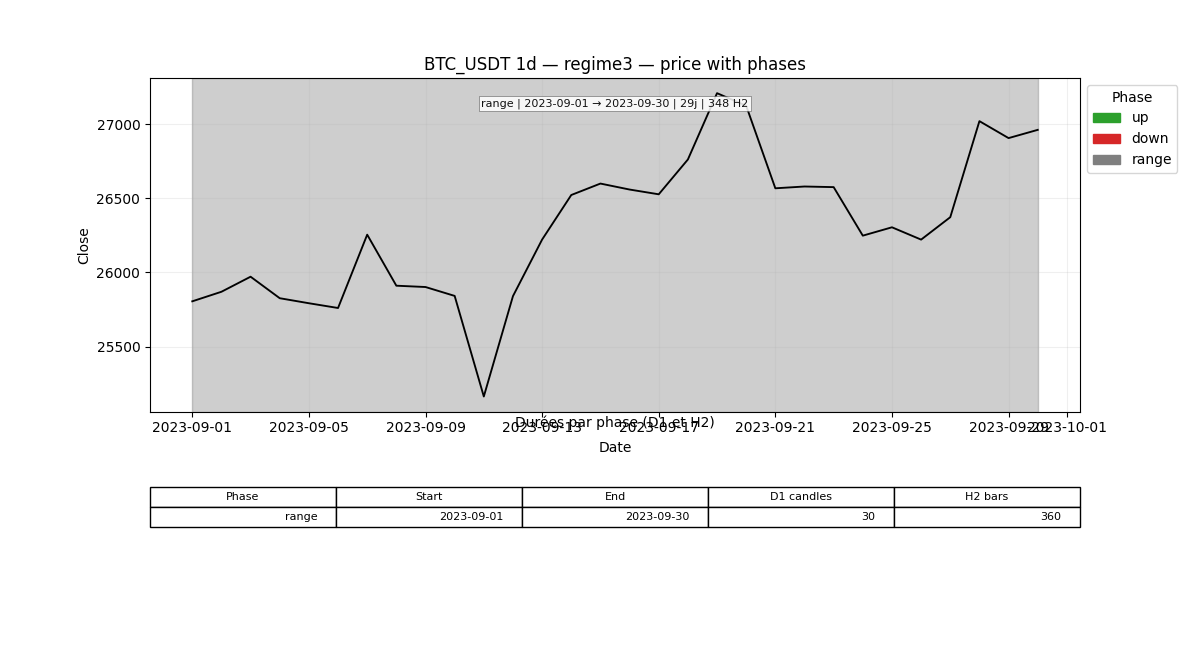 BTC_USDT 1d — regime3 — price with phases
range | 2023-09-01 → 2023-09-30 | 29j | 348 H2
Phase
up
down
range
27000
26500
26000
25500
Close
Durées par phase (D1 et H2)
2023-09-01 2023-09-05 2023-09-09 2023-09-13 2023-09-17 2023-09-21 2023-09-25 2023-09-29 2023-10-01
Date
Phase Start End D1 candles H2 bars
range 2023-09-01 2023-09-30 30 360